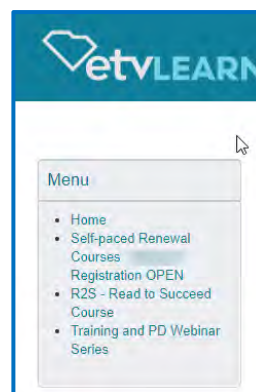 etvLEARN
Menu
Home
Self-paced Renewal
Courses
Registration OPEN
R2S - Read to Succeed
Course
Training and PD Webinar
Series